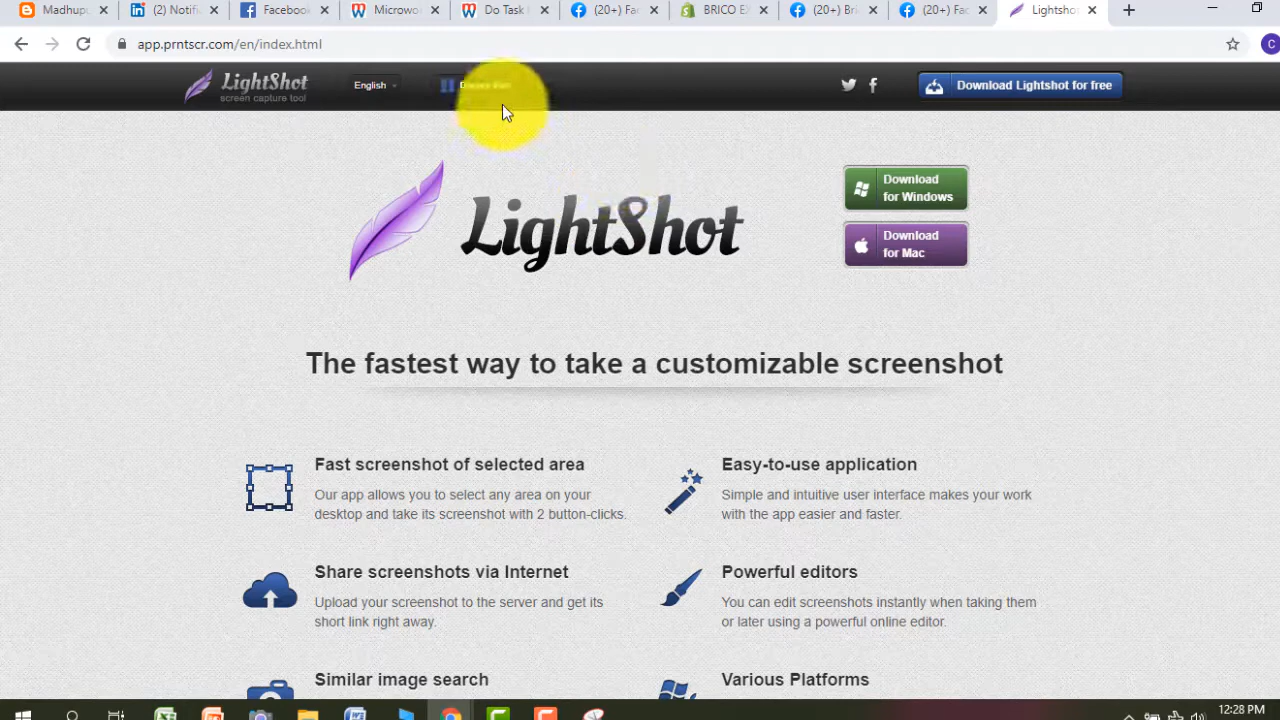 Madhupu
(2) Notifi
Facebook
Microwo
Do Task
(20+) Fac
BRICO E
(20+) Bri
(20+) Fac
Lightsho
app.prntscr.com/en/index.html
C
LightShot
screen capture tool
English
Download Lightshot for free
LightShot
Download
for Windows
Download
for Mac
The fastest way to take a customizable screenshot
Fast screenshot of selected area
Our app allows you to select any area on your
desktop and take its screenshot with 2 button-clicks.
Easy-to-use application
Simple and intuitive user interface makes your work
with the app easier and faster.
Share screenshots via Internet
Upload your screenshot to the server and get its
short link right away.
Powerful editors
You can edit screenshots instantly when taking them
or later using a powerful online editor.
Similar image search
Various Platforms
12:28 PM